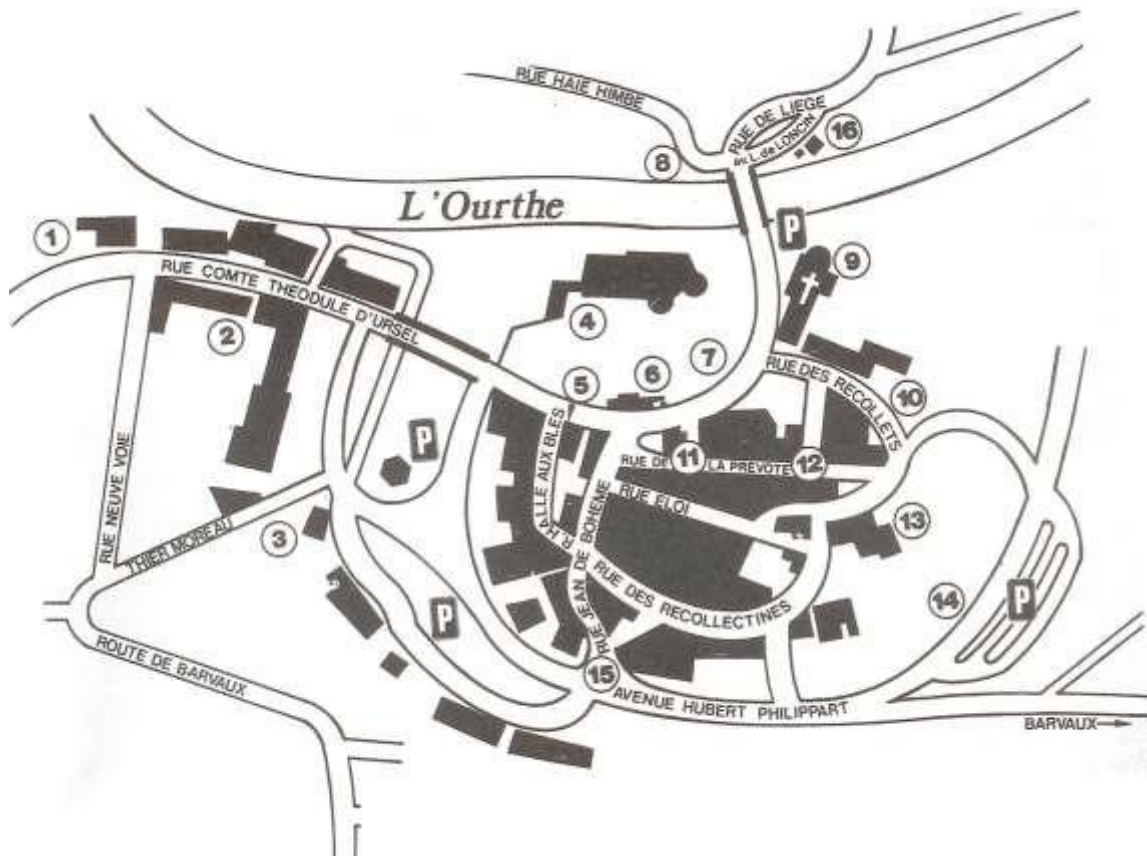 RUE HAIE HIMBE
RUE DE LIEGE
AV. L. de LONCIN
16
8
L'Ourthe
P
1
RUE COMTE THEODULE D'URSEL
9
2
4
7
6
5
RUE DES RECOLLETS
10
P
R. HALLE AUX BLES
11
RUE DE LA PREVOTE
12
RUE NEUVE VOIE
RUE ELOI
THIER MOREAU
3
RUE JEAN DE BOHEME
13
RUE DES RECOLLECTINES
14
P
P
ROUTE DE BARVAUX
15
AVENUE HUBERT PHILIPPART
BARVAUX